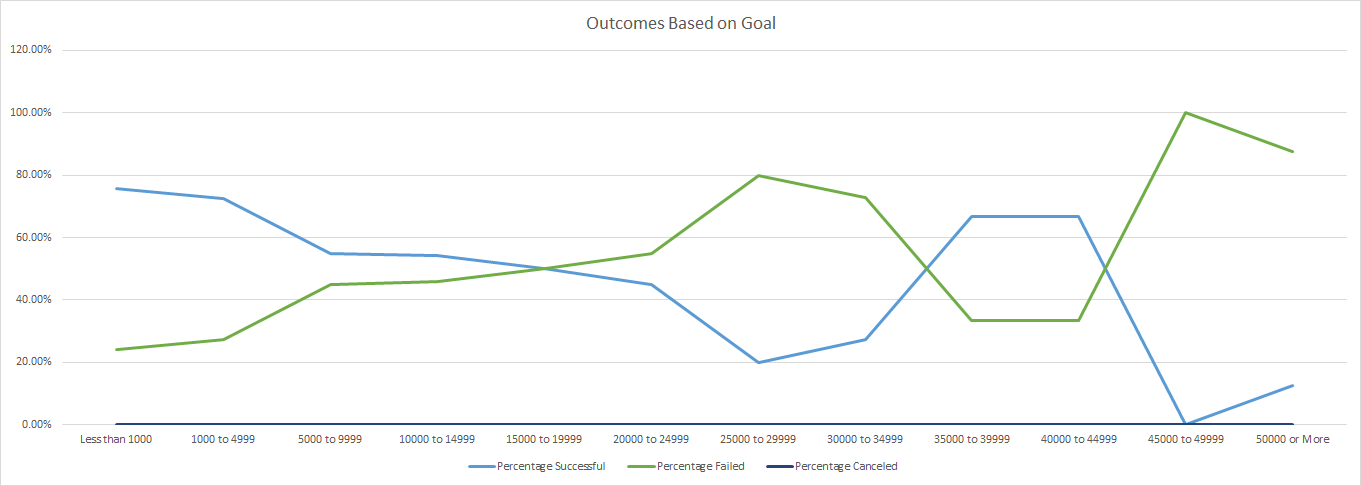 Outcomes Based on Goal
120.00%
100.00%
80.00%
60.00%
40.00%
20.00%
0.00%
Less than 1000 1000 to 4999 5000 to 9999 10000 to 14999 15000 to 19999 20000 to 24999 25000 to 29999 30000 to 34999 35000 to 39999 40000 to 44999 45000 to 49999 50000 or More
Percentage Successful Percentage Failed Percentage Canceled